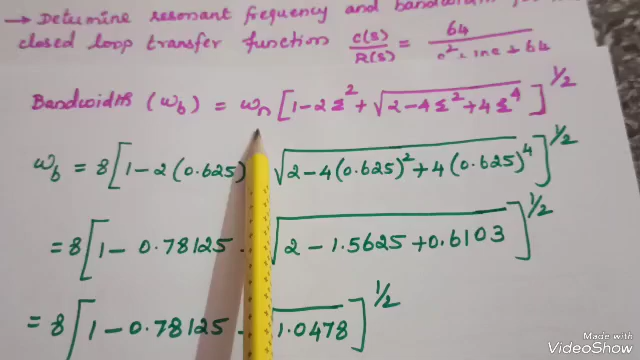 → Determine resonant frequency and bandwidth
closed loop transfer function C(S)/R(S) = 64 / + 64
Bandwidth (ωb) = ωn [1-2ξ² + √(2-4ξ²+4ξ⁴)]^1/2
ωb = 8[1-2(0.625) √(2-4(0.625)²+4(0.625)⁴)]^1/2
= 8[1-0.78125 √(2-1.5625+0.6103)]^1/2
= 8[1-0.78125 √1.0478]^1/2
Made with
VideoShow